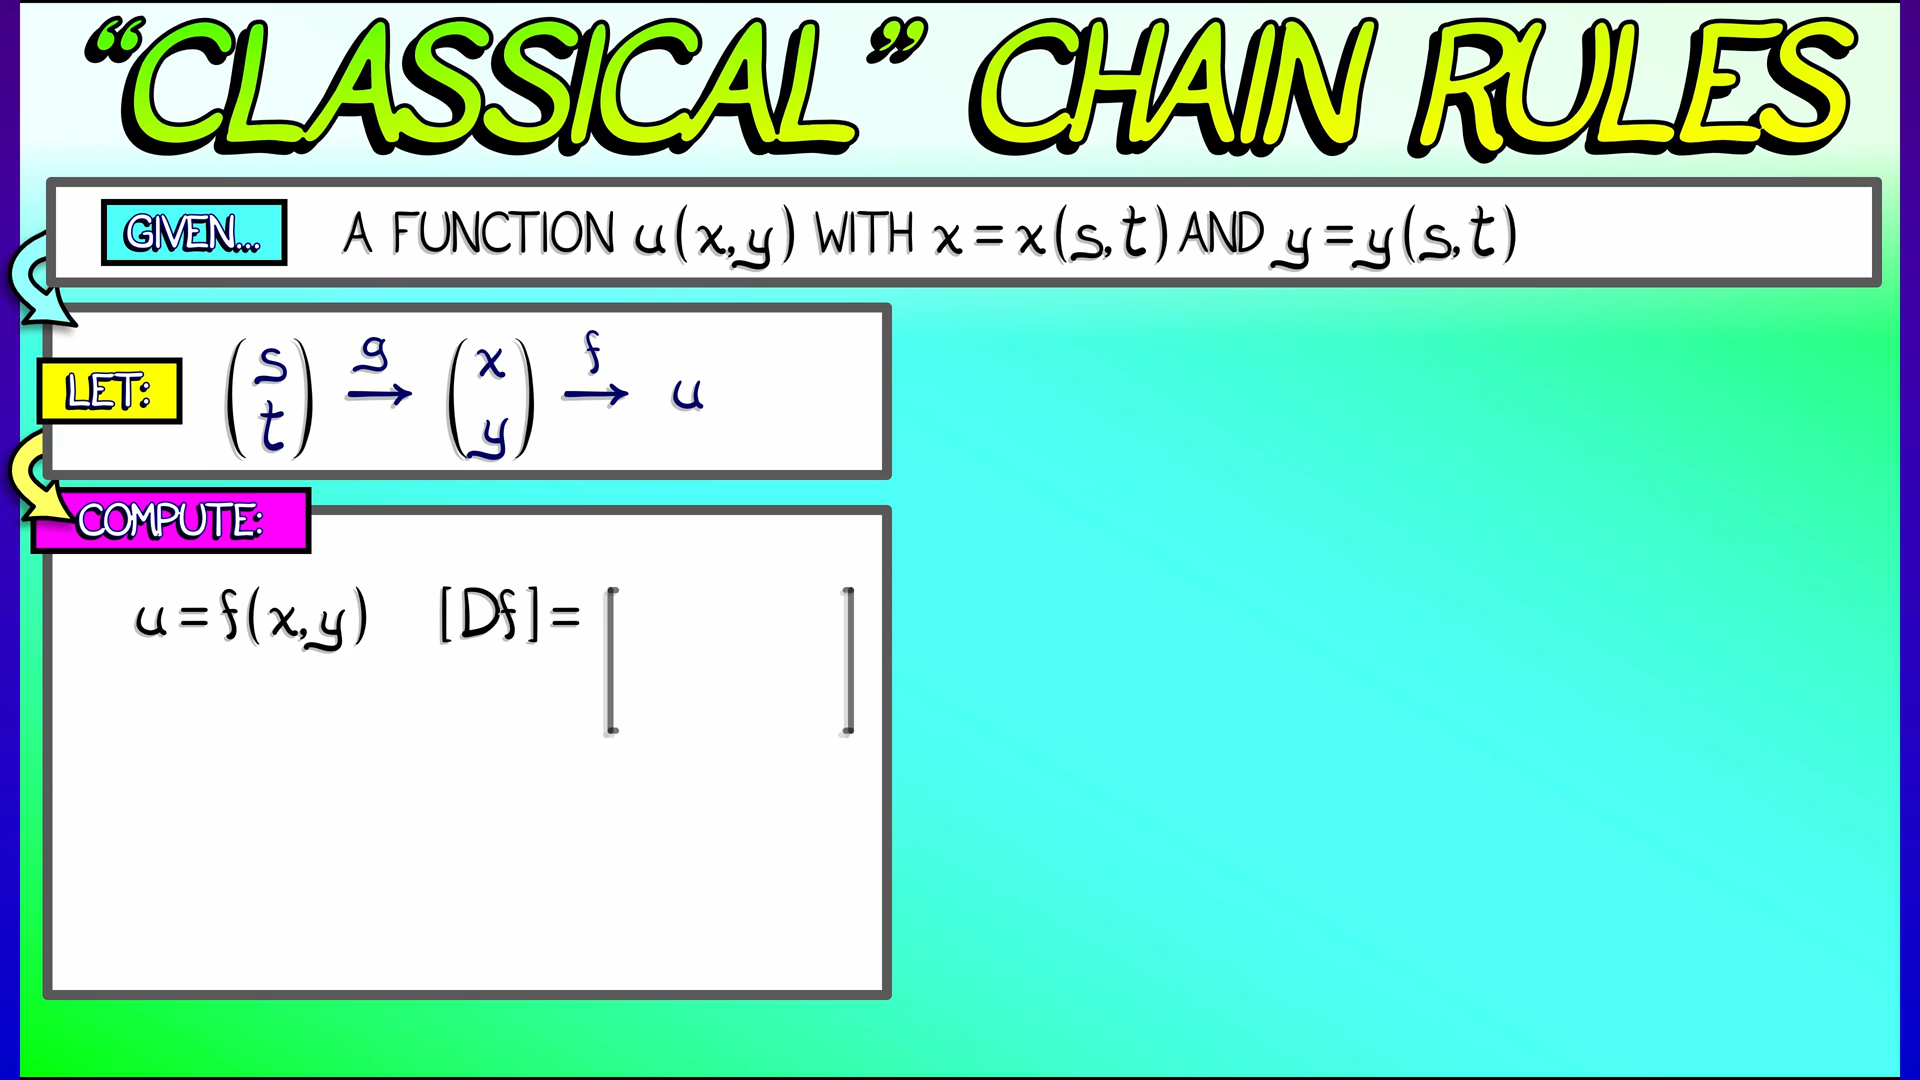 “CLASSICAL” CHAIN RULES
GIVEN... A FUNCTION u(x,y) WITH x=x(s,t) AND y=y(s,t)
LET: (s t) g→ (x y) f→ u
COMPUTE:
u=f(x,y) [Df]=[ ]